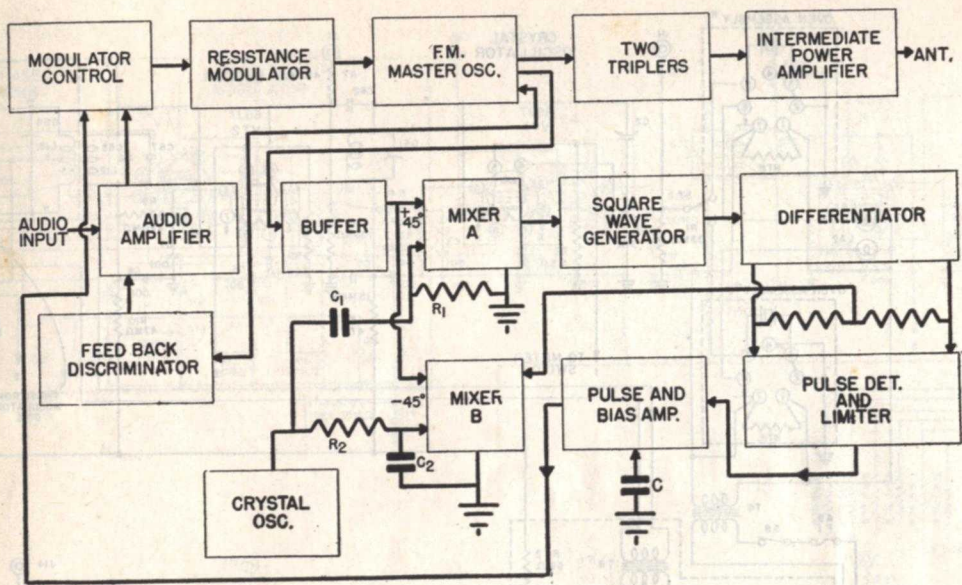 MODULATOR
CONTROL
RESISTANCE
MODULATOR
F.M.
MASTER OSC.
TWO
TRIPLERS
INTERMEDIATE
POWER
AMPLIFIER
ANT.
AUDIO
INPUT
AUDIO
AMPLIFIER
BUFFER
+
45°
MIXER
A
SQUARE
WAVE
GENERATOR
DIFFERENTIATOR
C1
R1
FEED BACK
DISCRIMINATOR
-45°
MIXER
B
PULSE AND
BIAS AMP.
PULSE DET.
AND
LIMITER
R2
C2
CRYSTAL
OSC.
C